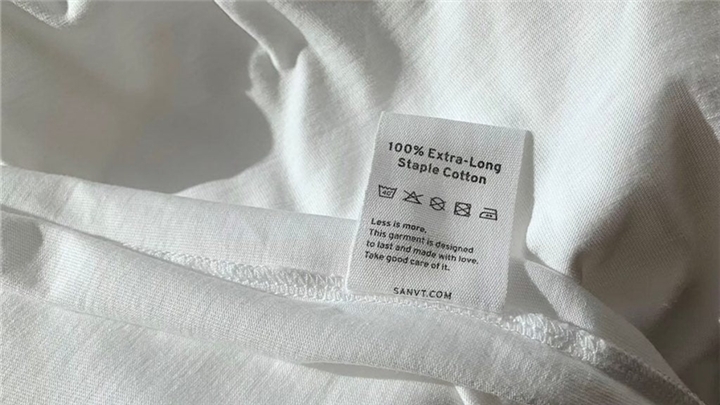 100% Extra-Long
Staple Cotton
40
Less is more.
This garment is designed
to last and made with love.
Take good care of it.
SANVT.COM